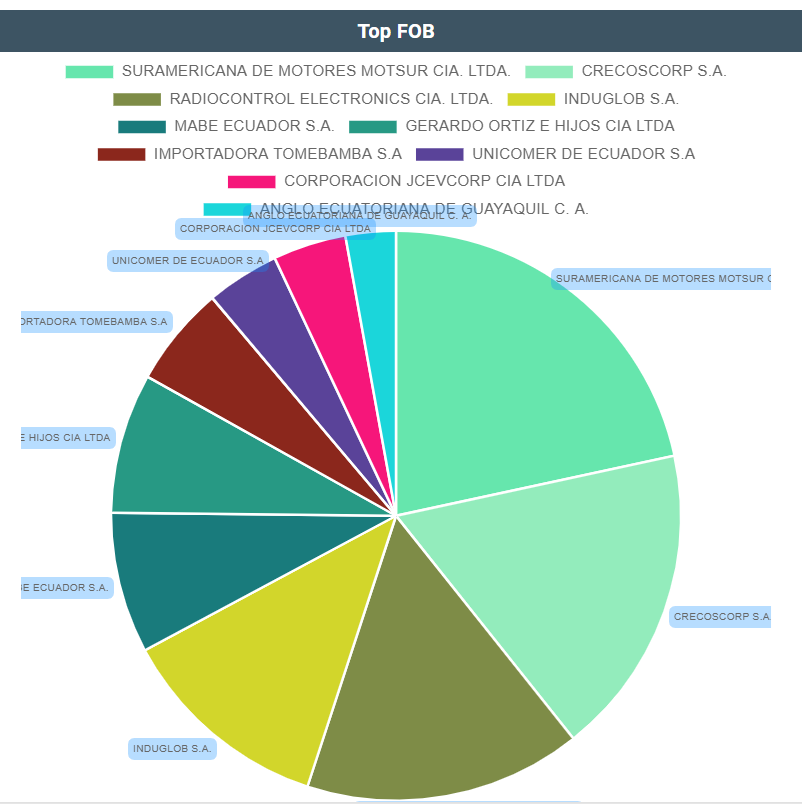 Top FOB
SURAMERICANA DE MOTORES MOTSUR CIA. LTDA. CRECOSCORP S.A.
RADIOCONTROL ELECTRONICS CIA. LTDA. INDUGLOB S.A.
MABE ECUADOR S.A. GERARDO ORTIZ E HIJOS CIA LTDA
IMPORTADORA TOMEBAMBA S.A UNICOMER DE ECUADOR S.A
CORPORACION JCEVCORP CIA LTDA
ANGLO ECUATORIANA DE GUAYAQUIL C. A.
ANGLO ECUATORIANA DE GUAYAQUIL C. A.
CORPORACION JCEVCORP CIA LTDA
UNICOMER DE ECUADOR S.A
SURAMERICANA DE MOTORES MOTSUR
ORTADORA TOMEBAMBA S.A
E HIJOS CIA LTDA
DE ECUADOR S.A.
CRECOSCORP S.A.
INDUGLOB S.A.